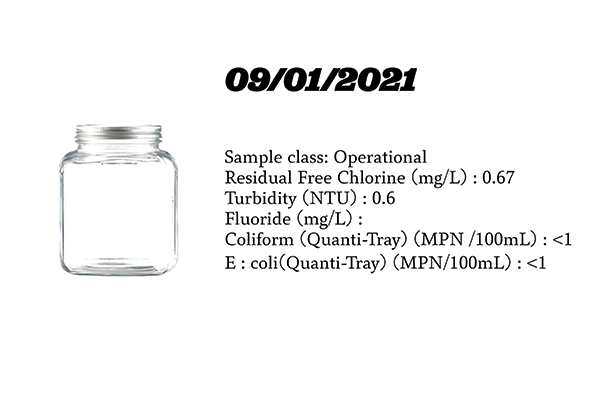 09/01/2021
Sample class: Operational
Residual Free Chlorine (mg/L) : 0.67
Turbidity (NTU) : 0.6
Fluoride (mg/L) :
Coliform (Quanti-Tray) (MPN /100mL) : <1
E : coli(Quanti-Tray) (MPN/100mL) : <1